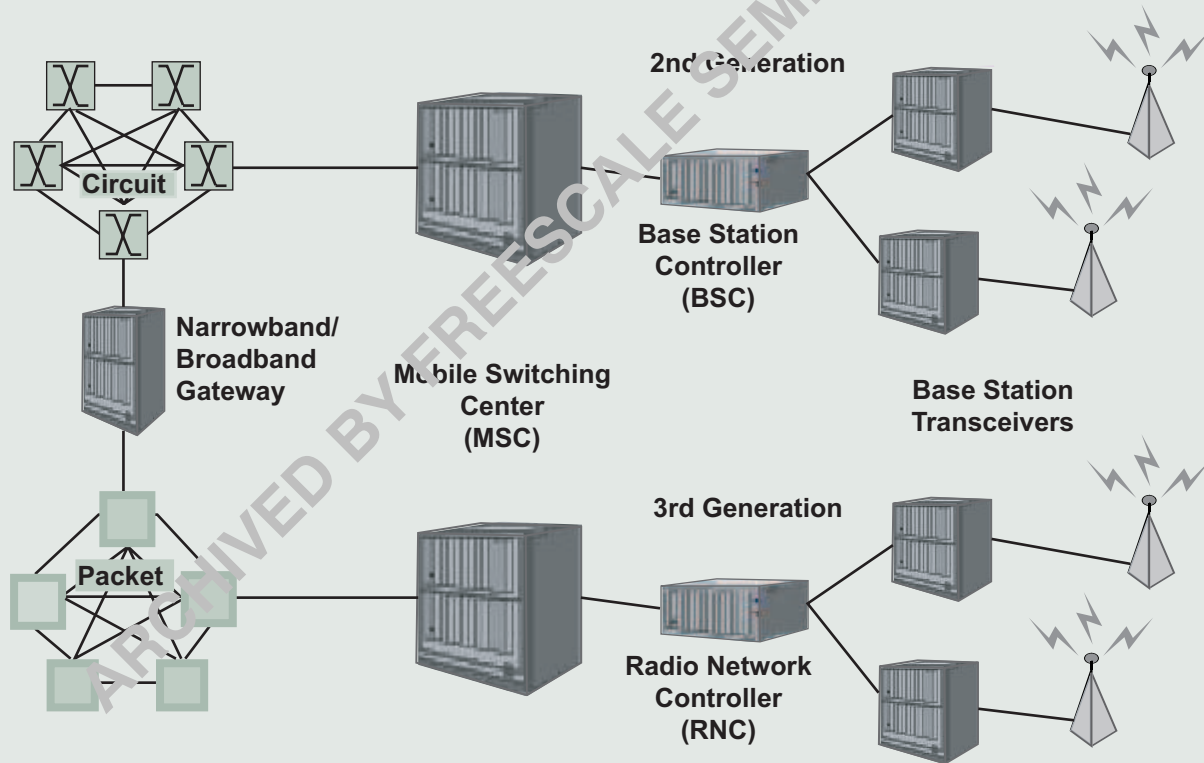 2nd Generation
Circuit
Base Station
Controller
(BSC)
Narrowband/
Broadband
Gateway
Mobile Switching
Center
(MSC)
Base Station
Transceivers
3rd Generation
Packet
Radio Network
Controller
(RNC)
ARCHIVED BY FREESCALE